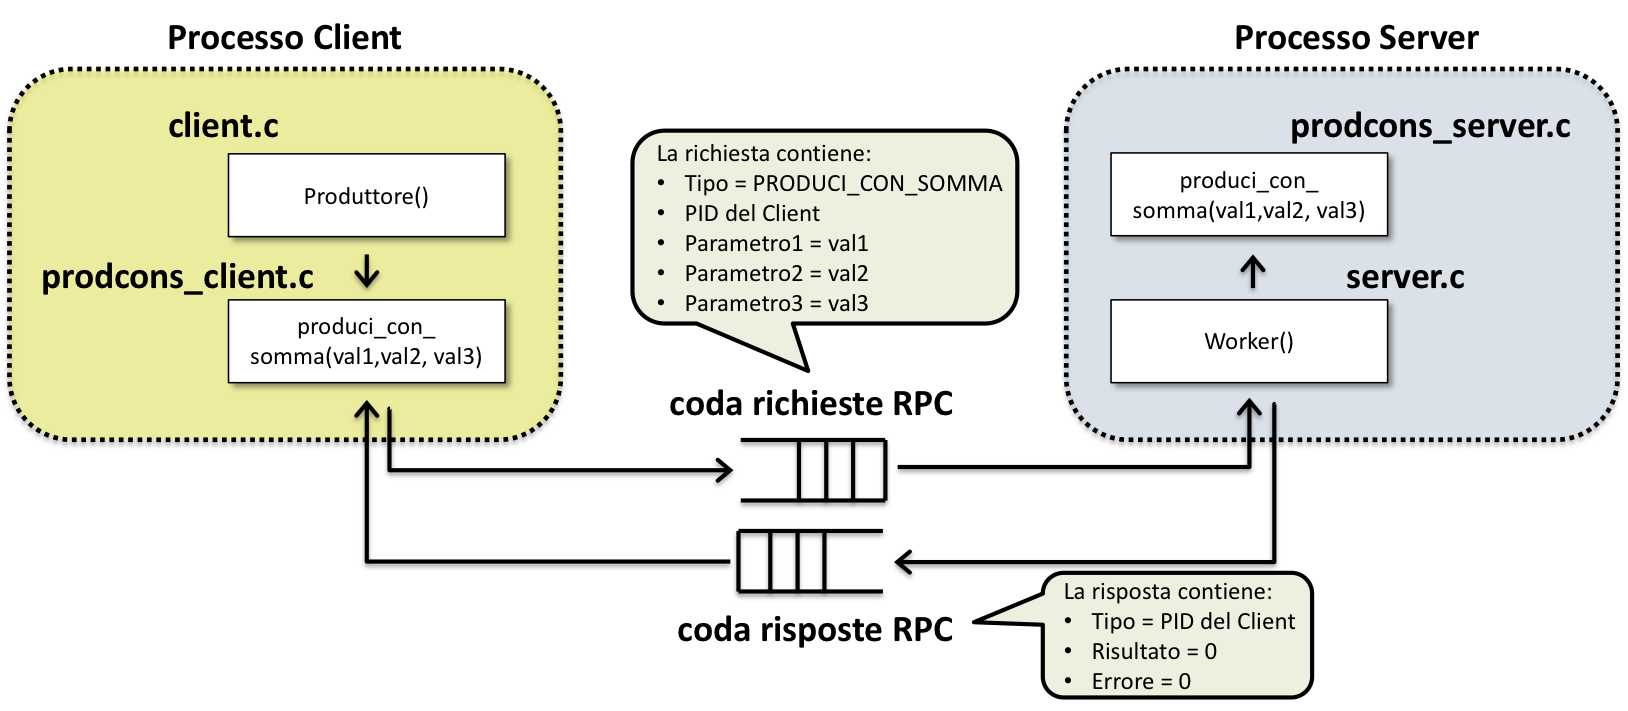 Processo Client
client.c
Produttore()
prodcons_client.c
produci_con_
somma(val1,val2, val3)
La richiesta contiene:
• Tipo = PRODUCI_CON_SOMMA
• PID del Client
• Parametro1 = val1
• Parametro2 = val2
• Parametro3 = val3
coda richieste RPC
coda risposte RPC
La risposta contiene:
• Tipo = PID del Client
• Risultato = 0
• Errore = 0
Processo Server
prodcons_server.c
produci_con_
somma(val1,val2, val3)
server.c
Worker()